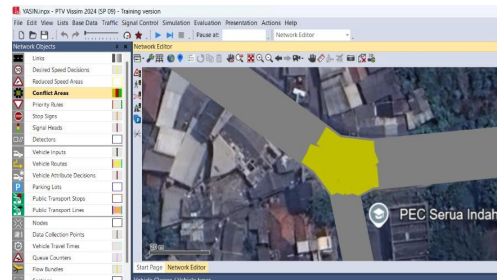 YASIN.inpx - PTV Vissim 2024 (SP 09) - Training version
File Edit View Lists Base Data Traffic Signal Control Simulation Evaluation Presentation Actions Help
Pause at: Network Editor
Network Objects
Network Editor
Links
Desired Speed Decisions
Reduced Speed Areas
Conflict Areas
Priority Rules
Stop Signs
Signal Heads
Detectors
Vehicle Inputs
Vehicle Routes
Vehicle Attribute Decisions
Parking Lots
Public Transport Stops
Public Transport Lines
Nodes
Data Collection Points
Vehicle Travel Times
Queue Counters
Flow Bundles
PEC Serua Indah
Start Page Network Editor